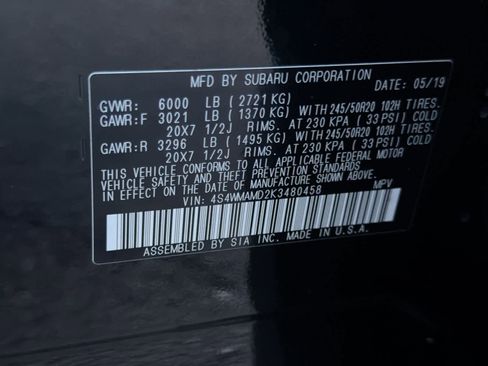 MFD BY SUBARU CORPORATION DATE: 05/19
GVWR: 6000 LB ( 2721 KG)
GAWR:F 3021 LB ( 1370 KG) WITH 245/50R20 102H TIRES.
20X7 1/2J RIMS. AT 230 KPA ( 33 PSI) COLD
GAWR:R 3296 LB ( 1495 KG) WITH 245/50R20 102H TIRES.
20X7 1/2J RIMS. AT 230 KPA ( 33 PSI) COLD
THIS VEHICLE CONFORMS TO ALL APPLICABLE FEDERAL MOTOR
VEHICLE SAFETY, BUMPER, AND THEFT PREVENTION
STANDARDS IN EFFECT ON THE DATE OF MANUFACTURE SHOWN ABOVE.
VIN: 4S4WMAMD2K3480458 MPV
ASSEMBLED BY SIA INC. MADE IN U.S.A.